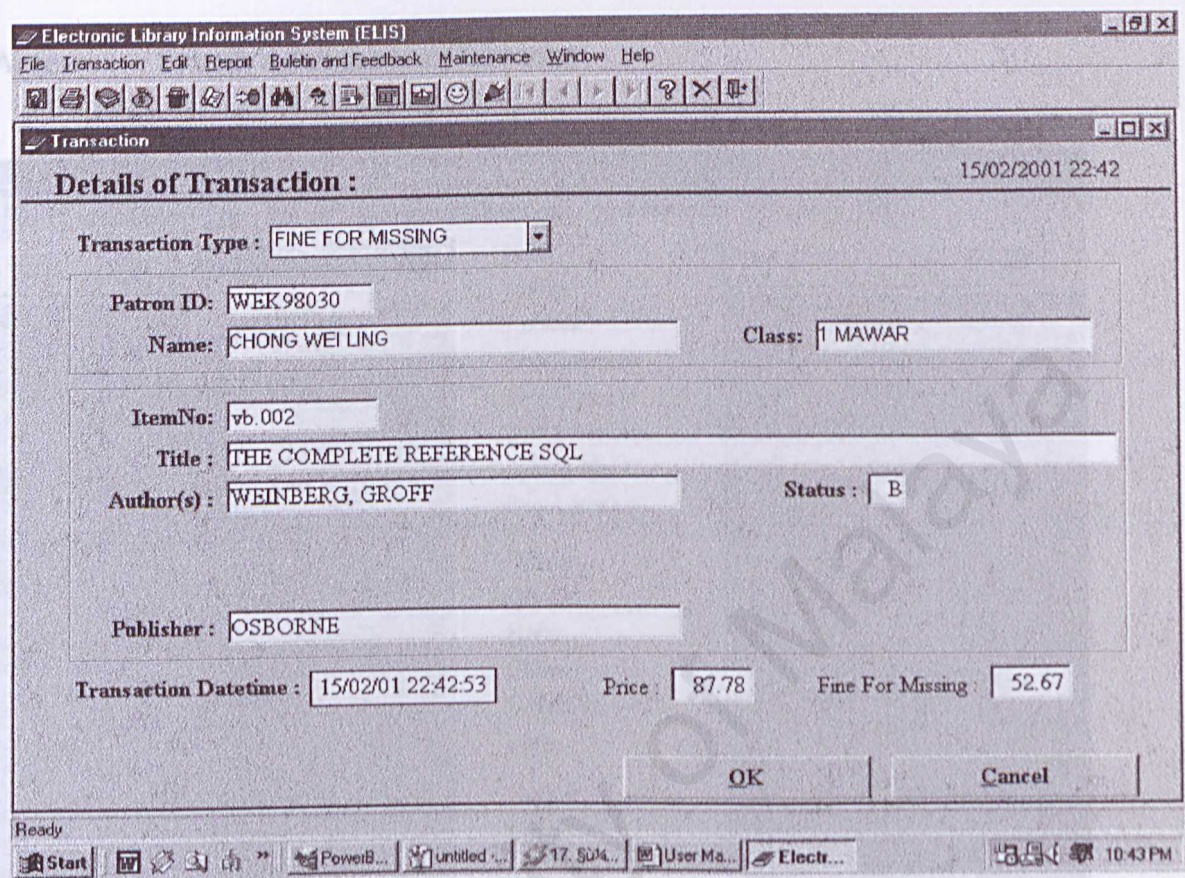 Electronic Library Information System [ELIS]
File Transaction Edit Report Buletin and Feedback Maintenance Window Help
Transaction
Details of Transaction :
15/02/2001 22:42
Transaction Type : FINE FOR MISSING
Patron ID: WEK98030
Name: CHONG WEI LING Class: 1 MAWAR
ItemNo: vb.002
Title : THE COMPLETE REFERENCE SQL
Author(s) : WEINBERG, GROFF Status : B
Publisher : OSBORNE
Transaction Datetime : 15/02/01 22:42:53 Price : 87.78 Fine For Missing : 52.67
OK Cancel
Ready
Start PowerB... untitled -... User Ma... Electr... 10:43 PM
of Malaya